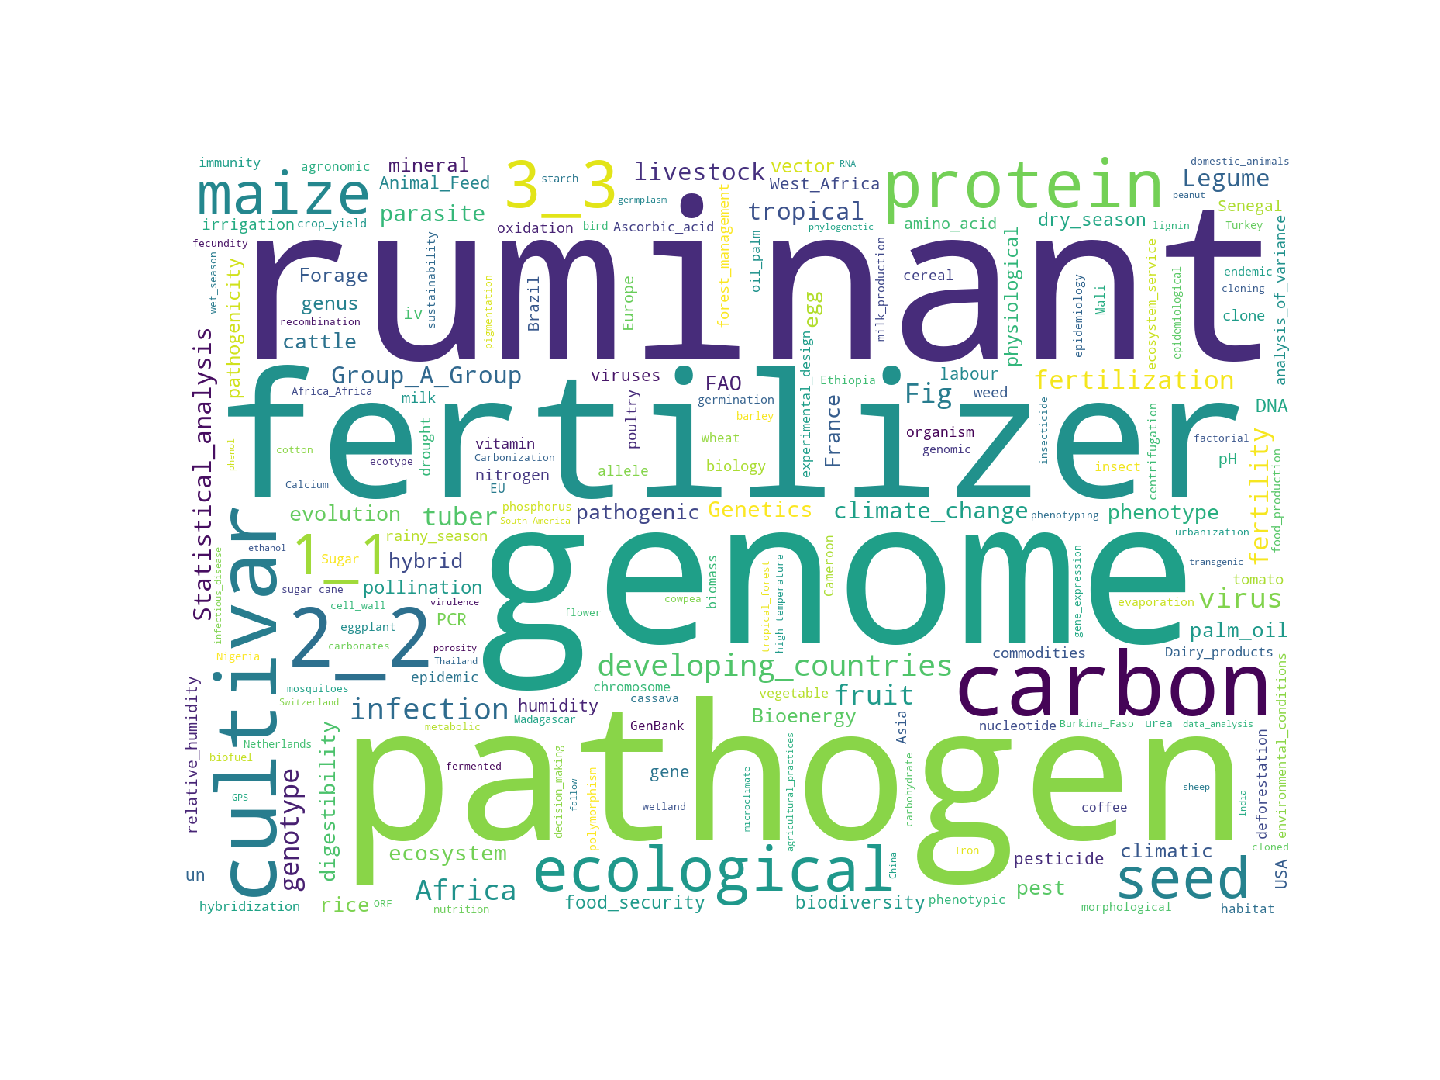 immunity
agronomic
mineral
3_3
starch
livestock
vector
RNA
protein
domestic_animals
maize
Animal_Feed
germplasm
West_Africa
Legume
peanut
irrigation
crop_yield
parasite
oxidation
bird
Ascorbic_acid
tropical
phylogenetic
amino_acid
dry_season
lignin
Senegal
Turkey
fecundity
ruminant
wet_season
pathogenicity
Forage
genus
recombination
cattle
iv
sustainability
pigmentation
Brazil
Europe
forest_management
oil_palm
egg
milk_production
cereal
physiological
epidemiology
Mali
ecosystem_service
epidemiological
endemic
cloning
clone
analysis_of_variance
Statistical_analysis
Group_A_Group
Africa_Africa
milk
viruses
FAO
poultry
germination
barley
experimental_design
Ethiopia
France
Fig
labour
weed
fertilization
DNA
fertilizer
phenol
cotton
ecotype
Calcium
drought
vitamin
Carbonization
nitrogen
EU
allele
wheat
biology
organism
genomic
insecticide
insect
centrifugation
factorial
pH
fertility
food_production
evolution
tuber
phosphorus
South_America
pathogenic
Genetics
climate_change
phenotyping
phenotype
urbanization
rainy_season
ethanol
1_1
Sugar
hybrid
genome
transgenic
infectious_disease
sugar_cane
pollination
cell_wall
virulence
biomass
tropical_forest
high_temperature
Cameroon
gene_expression
evaporation
tomato
virus
cultivar
2_2
eggplant
PCR
flower
cowpea
carbonates
porosity
palm_oil
Nigeria
Thailand
epidemic
developing_countries
commodities
Dairy_products
mosquitoes
Switzerland
chromosome
cassava
vegetable
fruit
carbon
relative_humidity
infection
humidity
Madagascar
metabolic
GenBank
Bioenergy
Asia
nucleotide
Burkina_Faso
urea
data_analysis
environmental_conditions
Netherlands
biofuel
GPS
genotype
digestibility
pathogen
fermented
decision_making
follow
polymorphism
gene
wetland
microclimate
agricultural_practices
carbohydrate
coffee
sheep
India
deforestation
ecosystem
Iron
pesticide
climatic
cloned
un
Africa
ecological
China
pest
seed
USA
hybridization
rice
ORF
nutrition
food_security
biodiversity
phenotypic
morphological
habitat